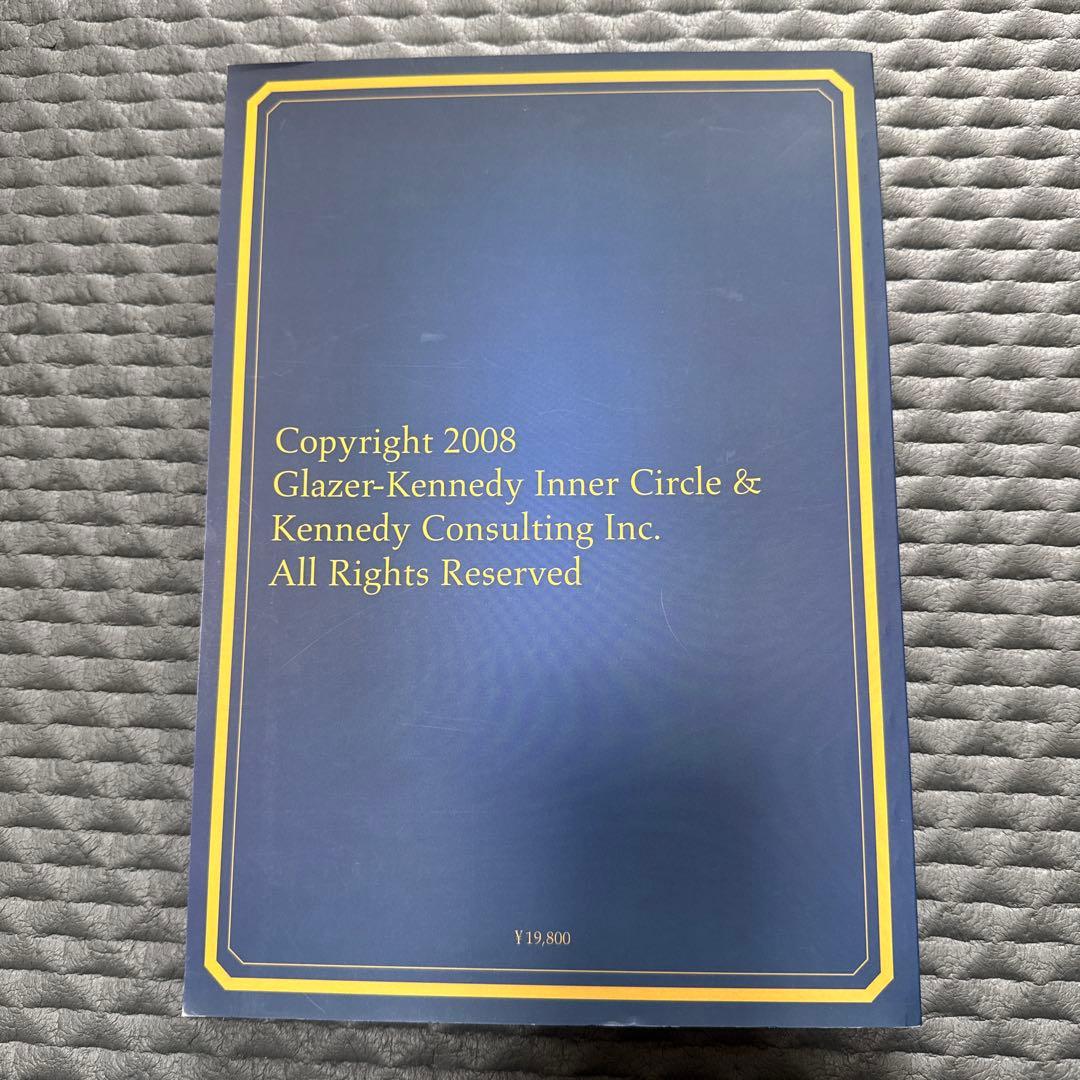 Copyright 2008
Glazer-Kennedy Inner Circle &
Kennedy Consulting Inc.
All Rights Reserved
¥19,800